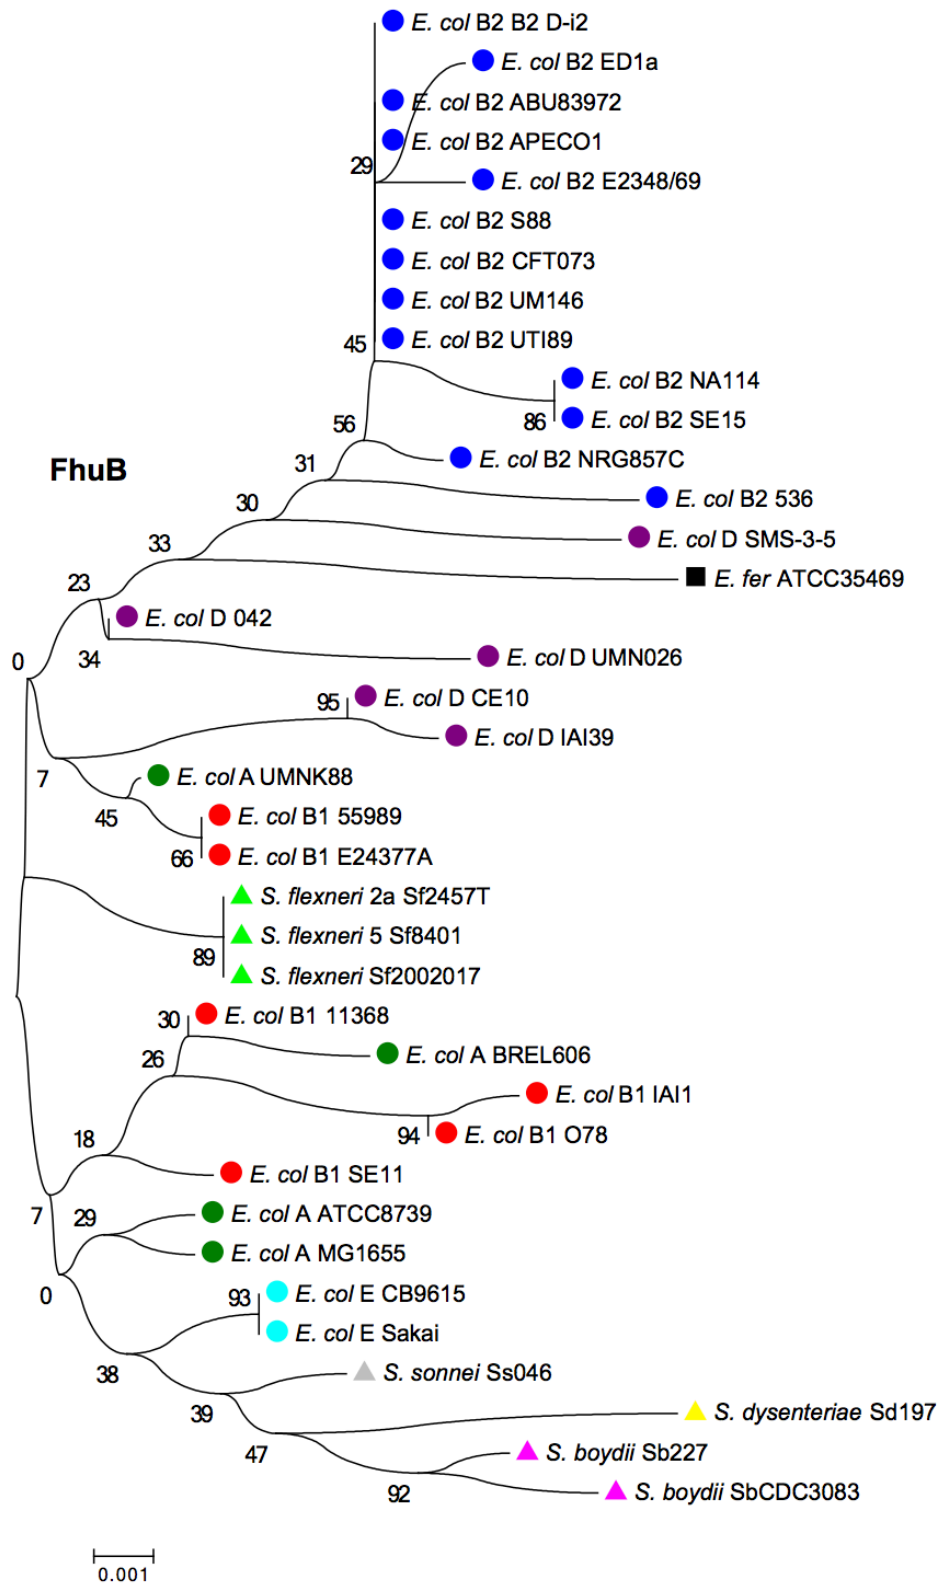 E. col B2 B2 D-i2
E. col B2 ED1a
E. col B2 ABU83972
E. col B2 APECO1
29
E. col B2 E2348/69
E. col B2 S88
E. col B2 CFT073
E. col B2 UM146
E. col B2 UTI89
45
E. col B2 NA114
86
E. col B2 SE15
56
E. col B2 NRG857C
FhuB
31
E. col B2 536
30
E. col D SMS-3-5
33
E. fer ATCC35469
23
E. col D 042
34
E. col D UMN026
0
E. col D CE10
95
E. col D IAI39
7
E. col A UMNK88
45
E. col B1 55989
66
E. col B1 E24377A
S. flexneri 2a Sf2457T
S. flexneri 5 Sf8401
89
S. flexneri Sf2002017
30
E. col B1 11368
26
E. col A BREL606
E. col B1 IAI1
94
E. col B1 O78
18
E. col B1 SE11
7
29
E. col A ATCC8739
E. col A MG1655
0
93
E. col E CB9615
E. col E Sakai
38
S. sonnei Ss046
39
S. dysenteriae Sd197
47
S. boydii Sb227
92
S. boydii SbCDC3083
0.001